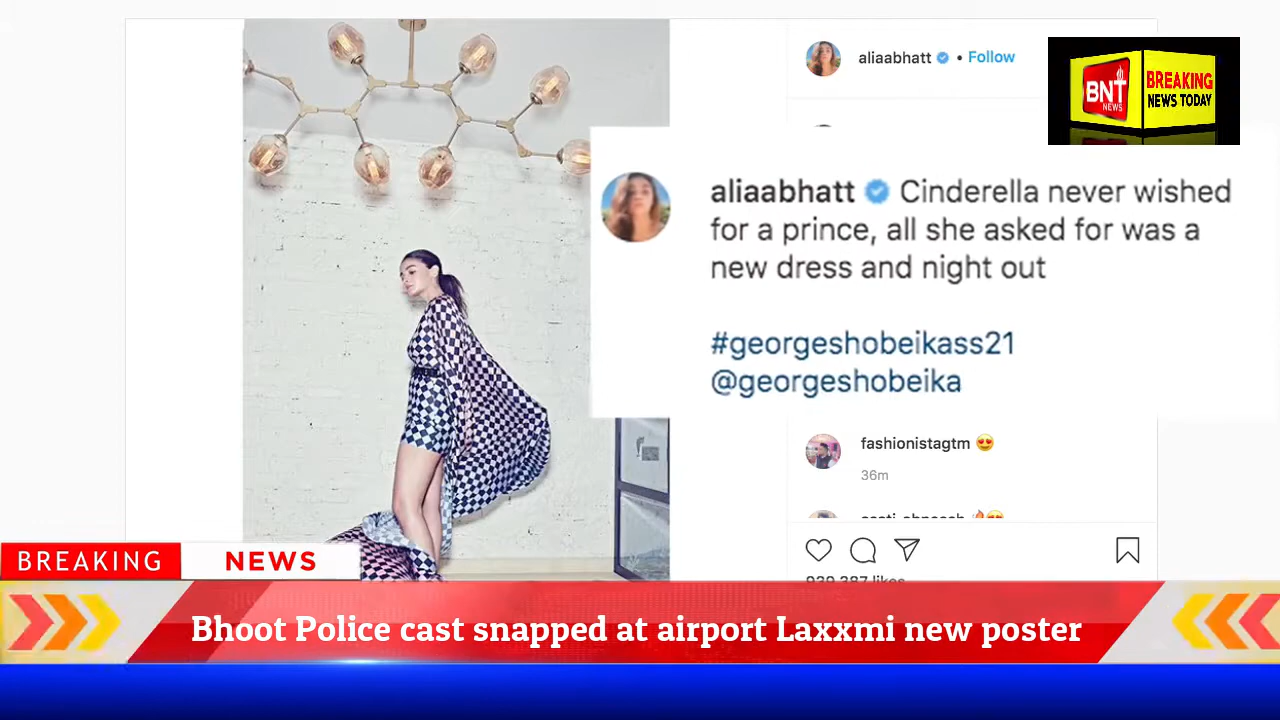 aliaabhatt • Follow
BNT
NEWS
BREAKING
NEWS TODAY
aliaabhatt Cinderella never wished
for a prince, all she asked for was a
new dress and night out
#georgeshobeikass21
@georgeshobeika
fashionistagtm 😍
36m
BREAKING NEWS
Bhoot Police cast snapped at airport Laxxmi new poster